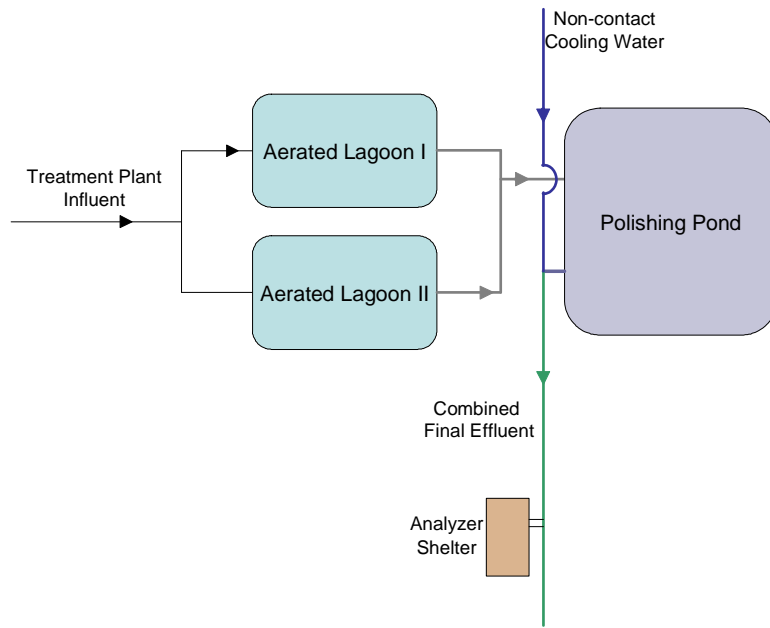 Non-contact
Cooling Water
Aerated Lagoon I
Treatment Plant
Influent
Polishing Pond
Aerated Lagoon II
Combined
Final Effluent
Analyzer
Shelter